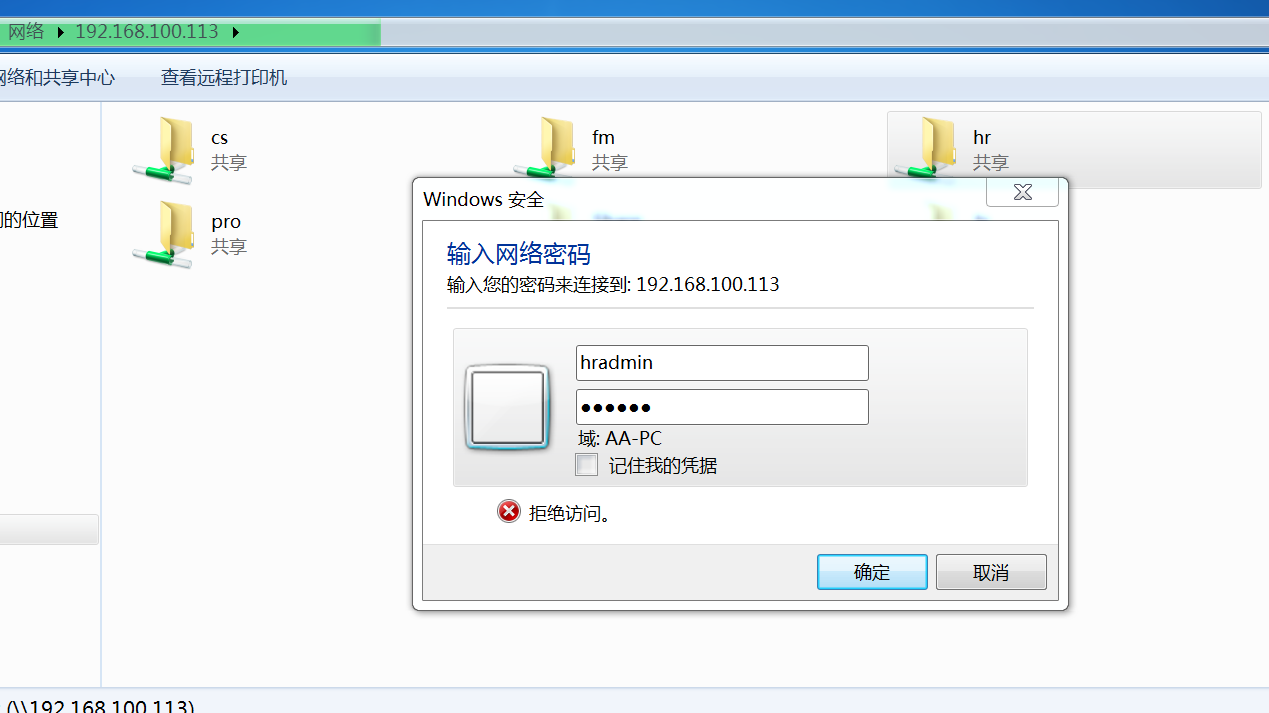 网络 ▶ 192.168.100.113 ▶
网络和共享中心 查看远程打印机
cs
共享
fm
共享
hr
共享
的位置
pro
共享
Windows 安全
输入网络密码
输入您的密码来连接到: 192.168.100.113
hradmin
●●●●●●
域: AA-PC
记住我的凭据
拒绝访问。
确定 取消
(\\192.168.100.113)